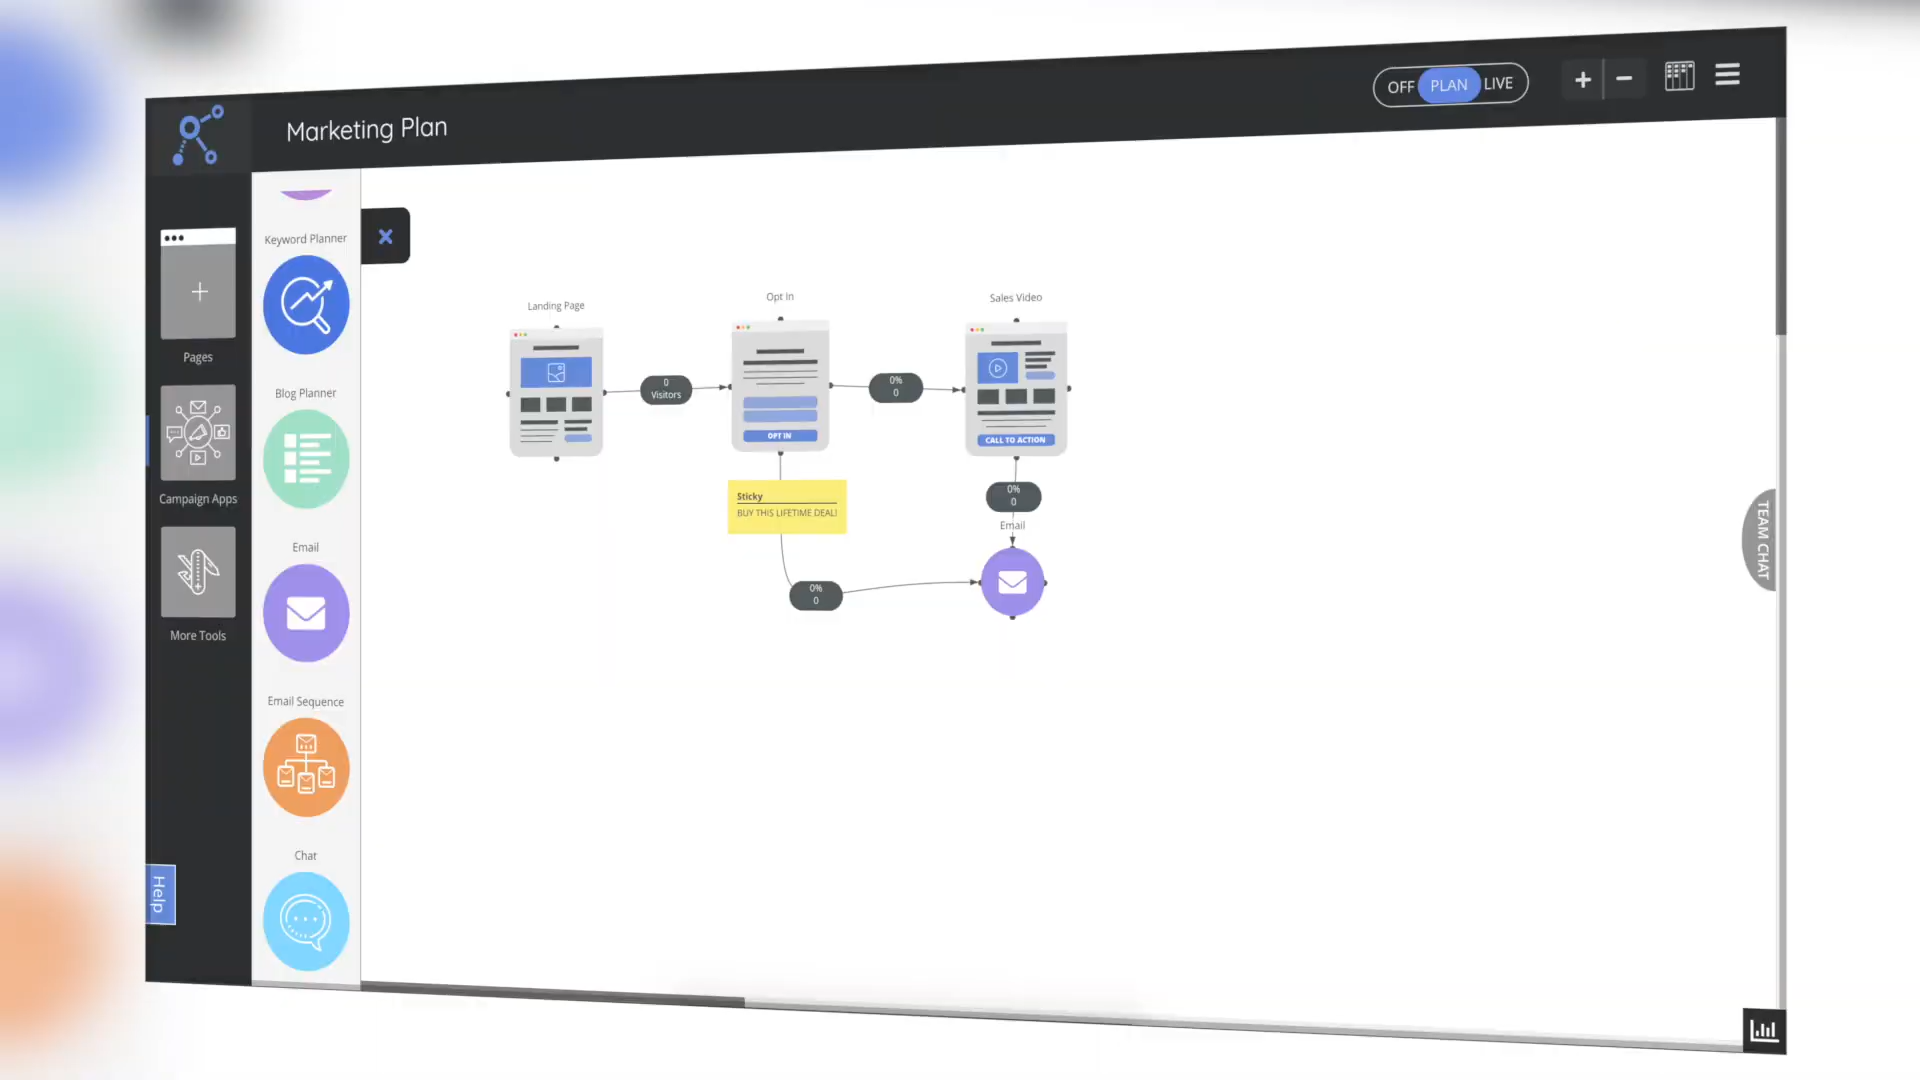 Marketing Plan
OFF PLAN LIVE
Pages
Campaign Apps
More Tools
Help
Keyword Planner
Blog Planner
Email
Email Sequence
Chat
Landing Page
Opt In
Sales Video
0
Visitors
0%
0
OPT IN
CALL TO ACTION
Sticky
BUY THIS LIFETIME DEAL!
0%
0
Email
0%
0
TEAM CHAT